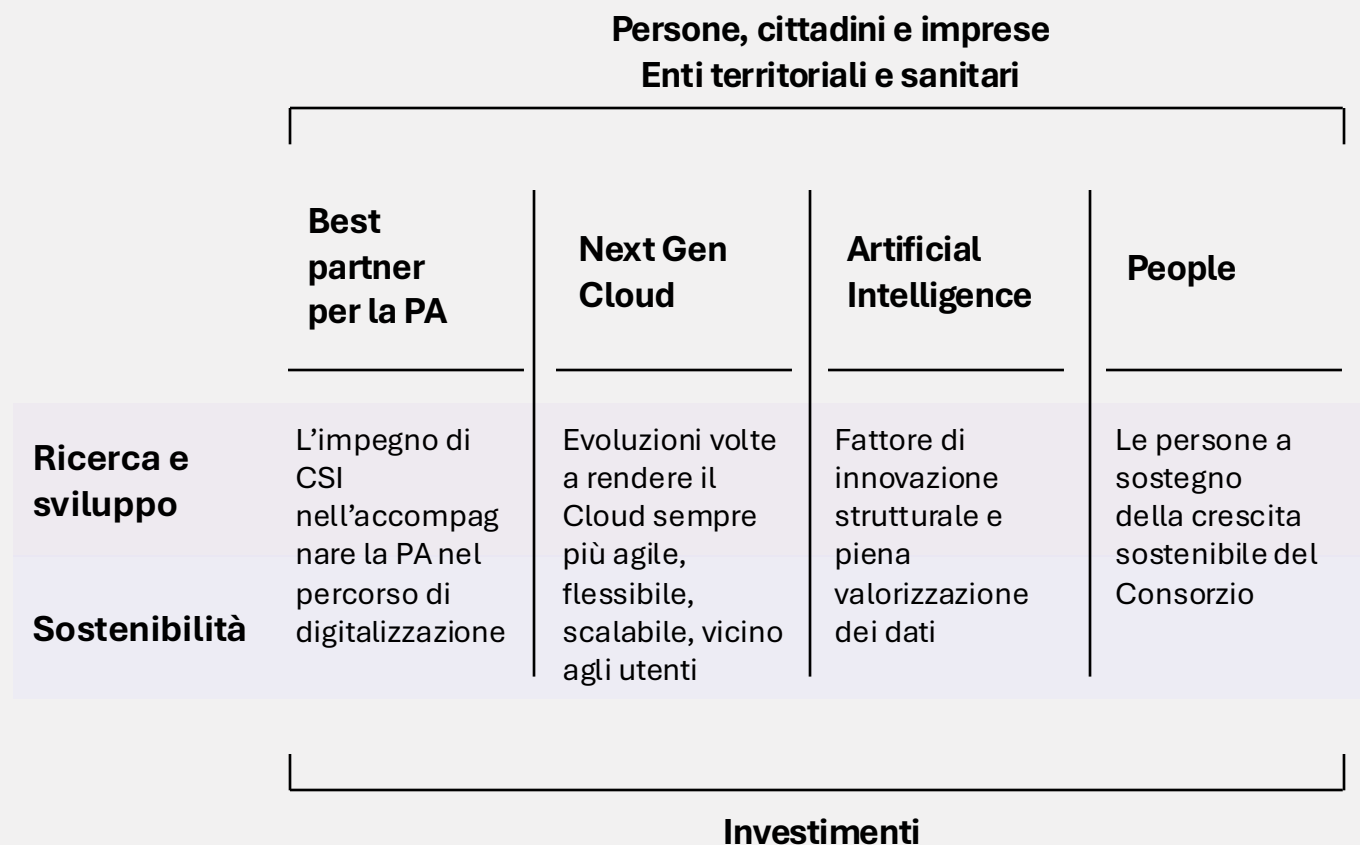 Persone, cittadini e imprese
Enti territoriali e sanitari
Best
partner
per la PA
Next Gen
Cloud
Artificial
Intelligence
People
Ricerca e
sviluppo
Sostenibilità
L’impegno di
CSI
nell’accompag
nare la PA nel
percorso di
digitalizzazione
Evoluzioni volte
a rendere il
Cloud sempre
più agile,
flessibile,
scalabile, vicino
agli utenti
Fattore di
innovazione
strutturale e
piena
valorizzazione
dei dati
Le persone a
sostegno
della crescita
sostenibile del
Consorzio
Investimenti